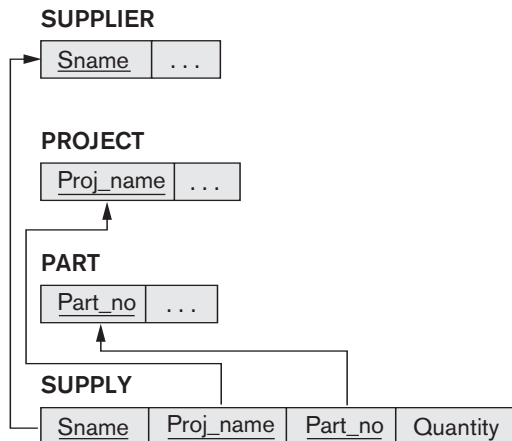 SUPPLIER
Sname ...
PROJECT
Proj_name ...
PART
Part_no ...
SUPPLY
Sname Proj_name Part_no Quantity